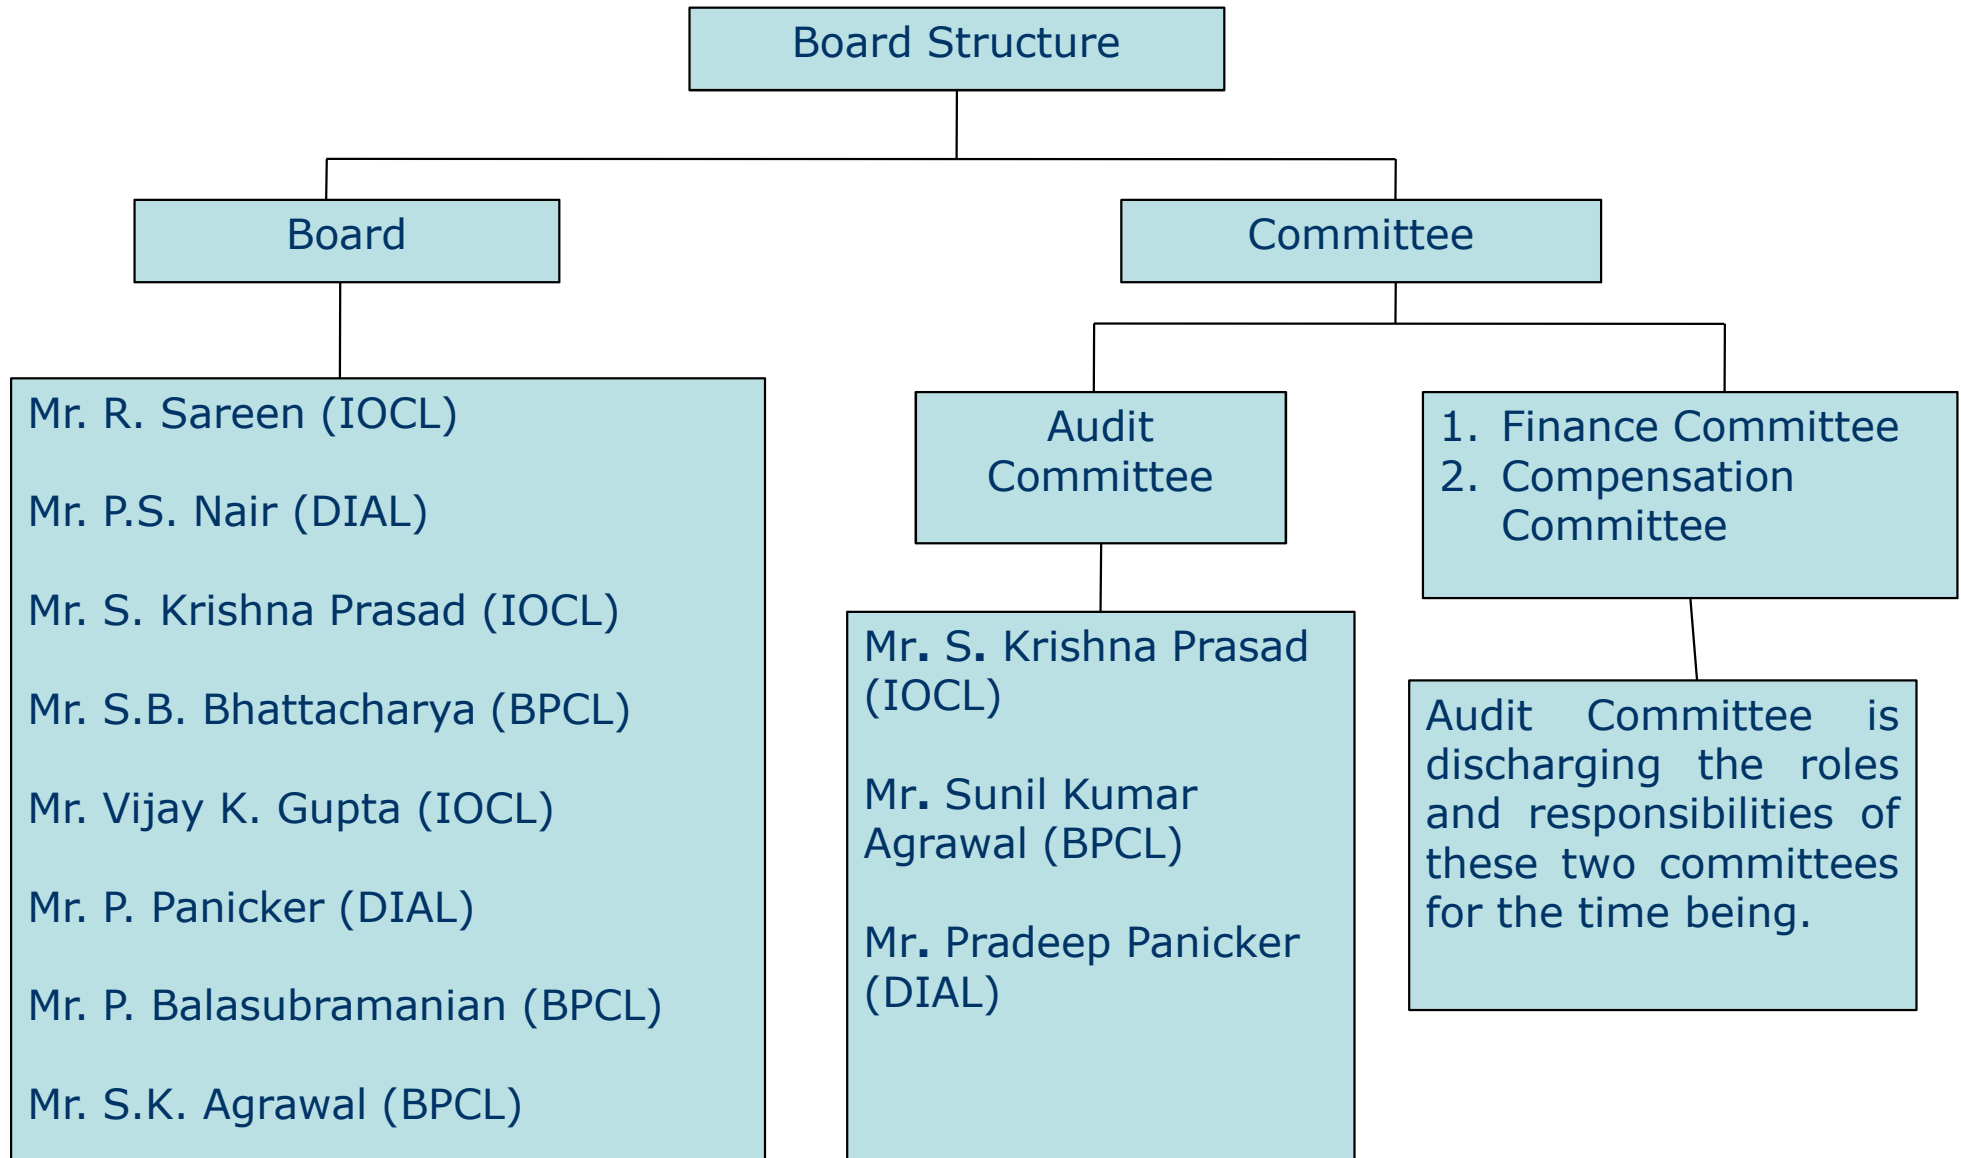 Board Structure
Board
Committee
Mr. R. Sareen (IOCL)
Mr. P.S. Nair (DIAL)
Mr. S. Krishna Prasad (IOCL)
Mr. S.B. Bhattacharya (BPCL)
Mr. Vijay K. Gupta (IOCL)
Mr. P. Panicker (DIAL)
Mr. P. Balasubramanian (BPCL)
Mr. S.K. Agrawal (BPCL)
Audit
Committee
Mr. S. Krishna Prasad
(IOCL)
Mr. Sunil Kumar
Agrawal (BPCL)
Mr. Pradeep Panicker
(DIAL)
1. Finance Committee
2. Compensation
Committee
Audit Committee is
discharging the roles
and responsibilities of
these two committees
for the time being.